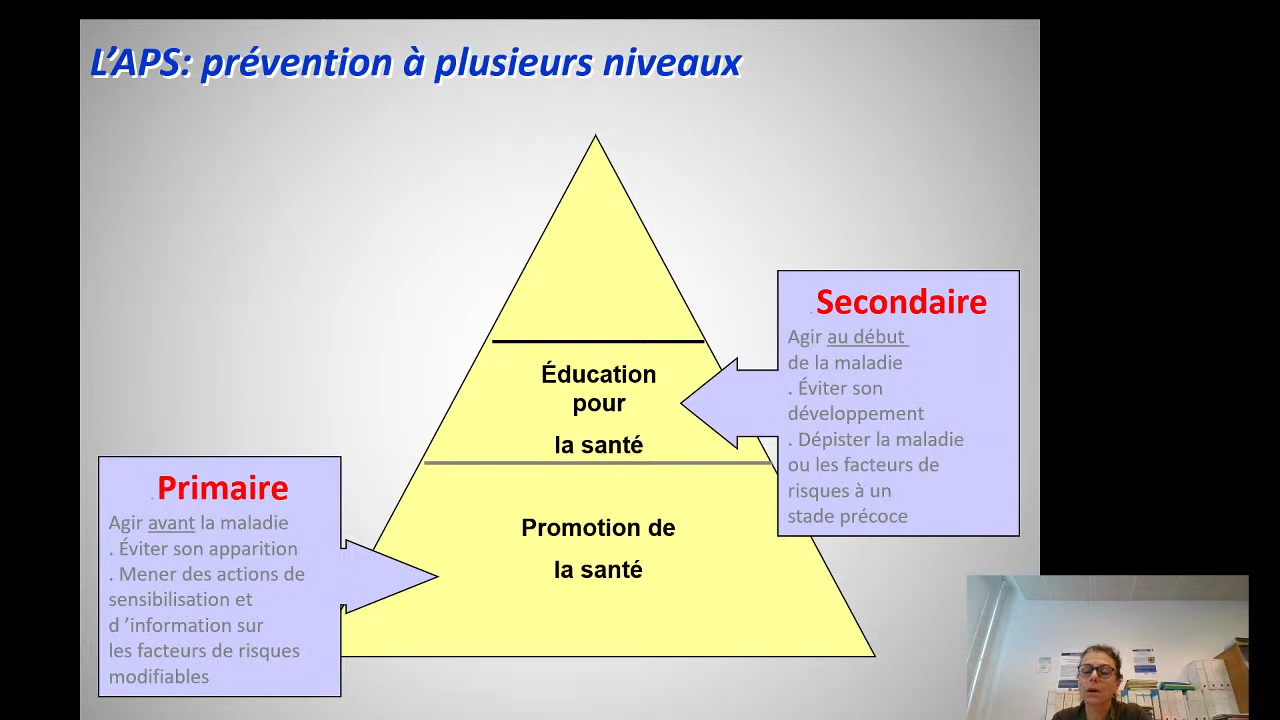 L’APS: prévention à plusieurs niveaux
Éducation
pour
la santé
Promotion de
la santé
Secondaire
Agir au début
de la maladie
. Éviter son
développement
. Dépister la maladie
ou les facteurs de
risques à un
stade précoce
Primaire
Agir avant la maladie
. Éviter son apparition
. Mener des actions de
sensibilisation et
d ’information sur
les facteurs de risques
modifiables